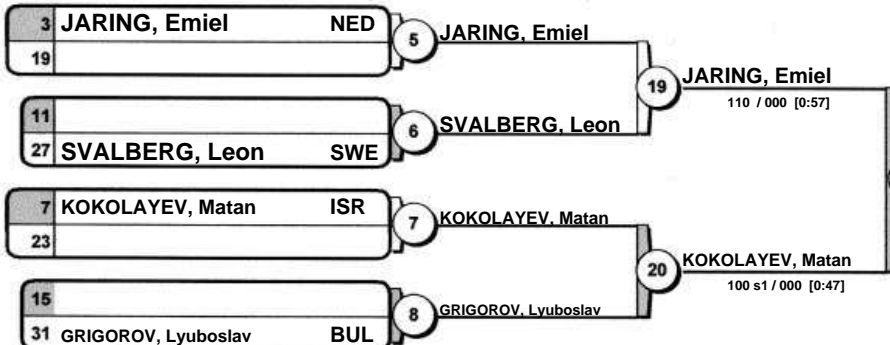 3 JARING, Emiel NED
19
5 JARING, Emiel
11
27 SVALBERG, Leon SWE
6 SVALBERG, Leon
19 JARING, Emiel
110 / 000 [0:57]
7 KOKOLAYEV, Matan ISR
23
7 KOKOLAYEV, Matan
15
31 GRIGOROV, Lyuboslav BUL
8 GRIGOROV, Lyuboslav
20 KOKOLAYEV, Matan
100 s1 / 000 [0:47]